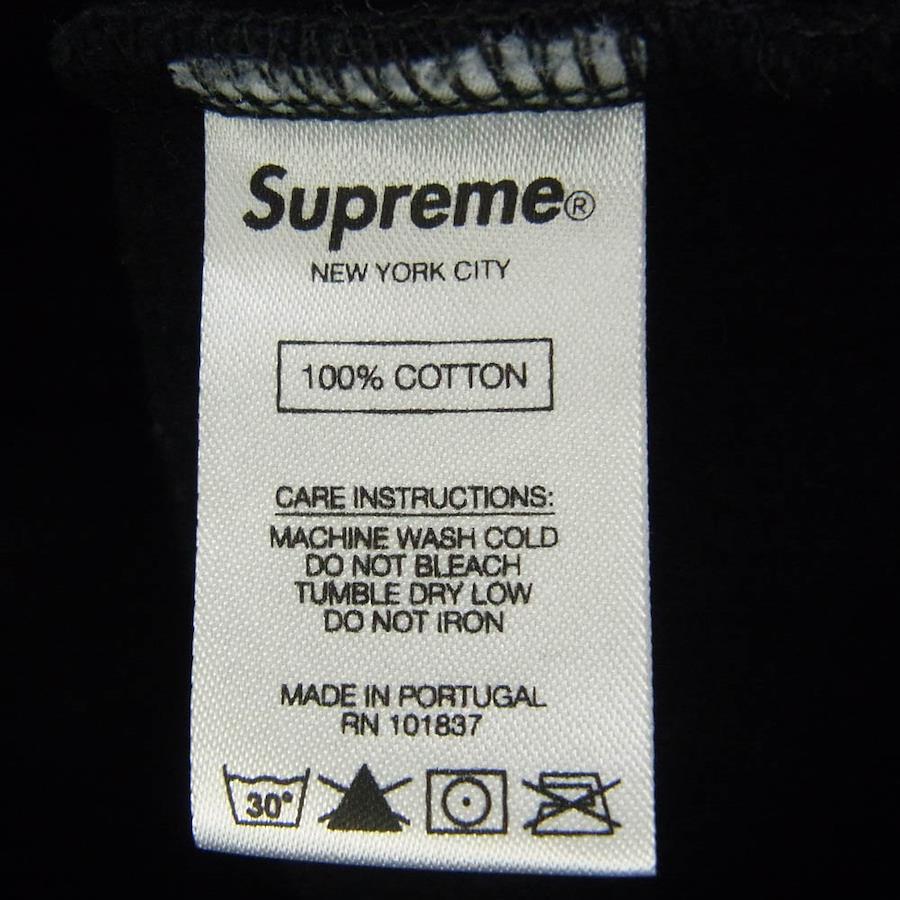 Supreme®
NEW YORK CITY
100% COTTON
CARE INSTRUCTIONS:
MACHINE WASH COLD
DO NOT BLEACH
TUMBLE DRY LOW
DO NOT IRON
MADE IN PORTUGAL
RN 101837
30°